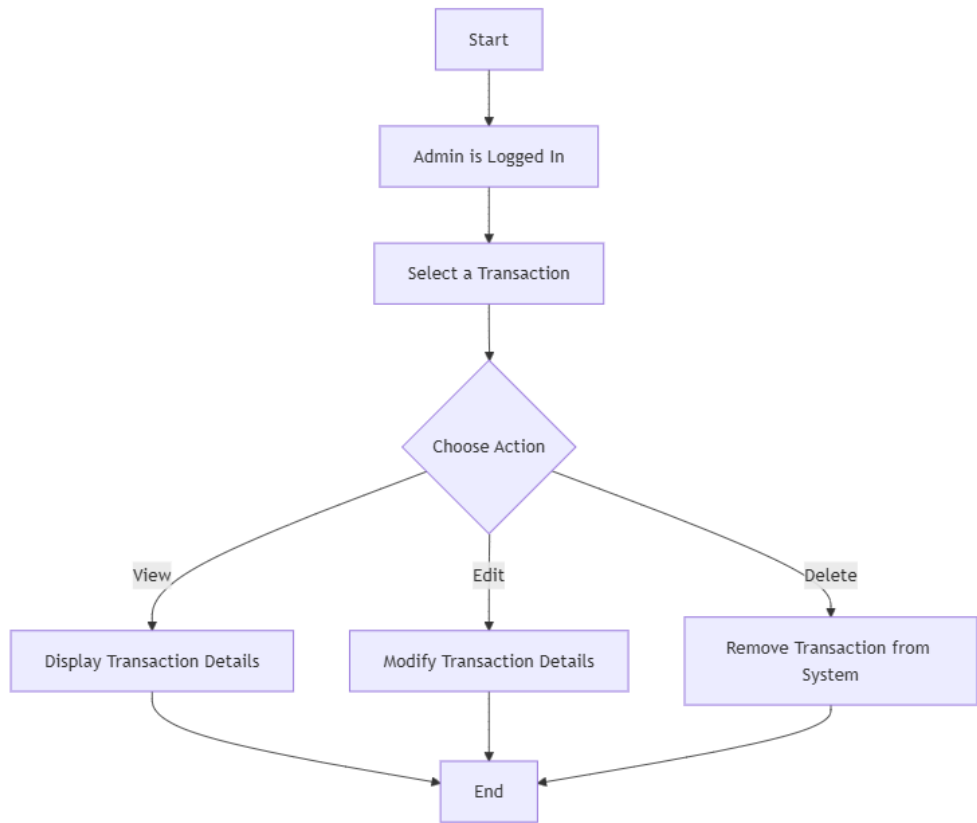 Start
Admin is Logged In
Select a Transaction
Choose Action
View
Edit
Delete
Display Transaction Details
Modify Transaction Details
Remove Transaction from
System
End